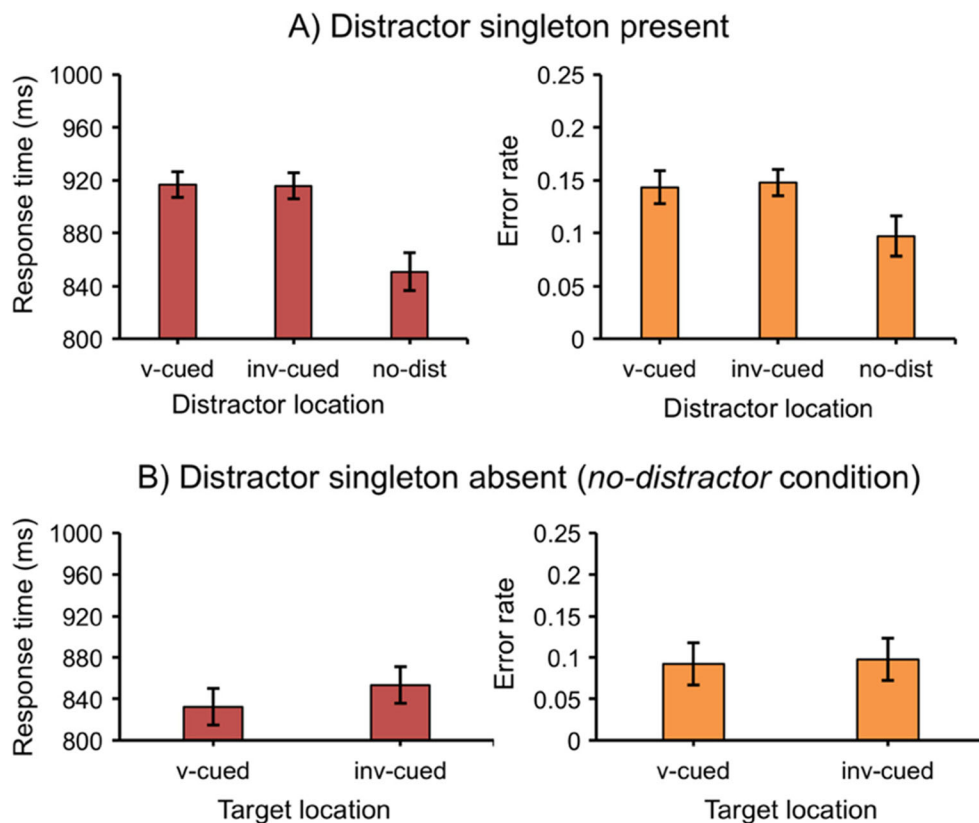 A) Distractor singleton present
Response time (ms)
1000
960
920
880
840
800
v-cued inv-cued no-dist
Distractor location
Error rate
0.25
0.2
0.15
0.1
0.05
0
v-cued inv-cued no-dist
Distractor location
B) Distractor singleton absent (no-distractor condition)
Response time (ms)
1000
960
920
880
840
800
v-cued inv-cued
Target location
Error rate
0.25
0.2
0.15
0.1
0.05
0
v-cued inv-cued
Target location